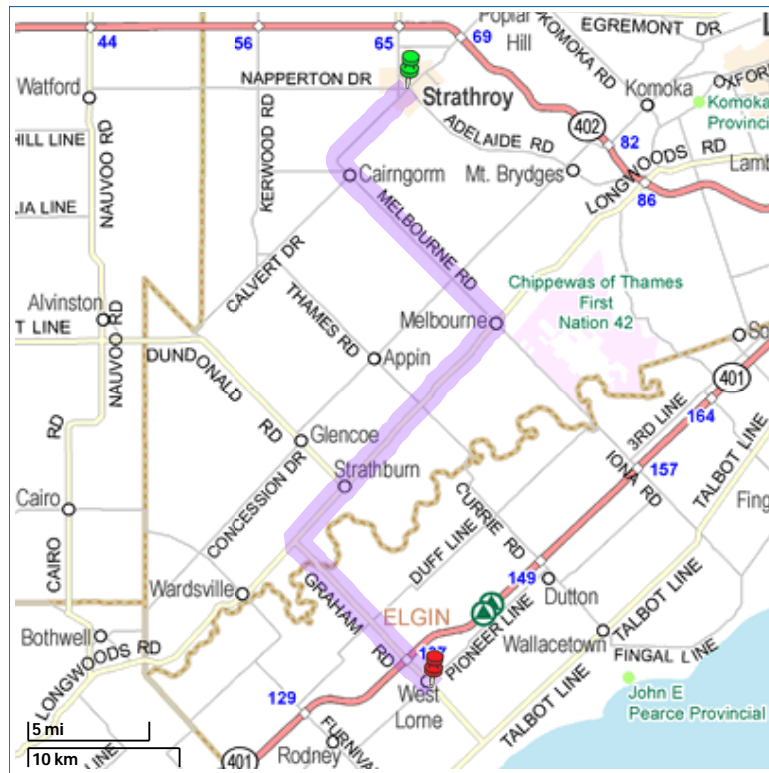 Poplar
Hill
EGREMONT DR
L
44
56
65
69
KOMOKA RD
OXFORD
NAPPERTON DR
Watford
Strathroy
Komoka
Komoka
Provinci
ADELAIDE RD
402
82
HILL LINE
NAUVOO RD
KERWOOD RD
Cairngorm
Mt. Brydges
LONGWOODS RD
Lamb
86
LIA LINE
MELBOURNE RD
CALVERT DR
Chippewas of Thames
First
Nation 42
Alvinston
THAMES RD
Melbourne
So
T LINE
NAUVOO RD
DUNDONALD RD
Appin
401
164
3RD LINE
RD
Glencoe
157
IONA RD
TALBOT LINE
Strathburn
Fing
Cairo
CONCESSION DR
CURRIE RD
CAIRO
DUFF LINE
149
Wardsville
GRAHAM RD
Dutton
ELGIN
PIONEER LINE
Bothwell
Wallacetown
TALBOT LINE
LONGWOODS RD
137
FINGAL LINE
West
Lorne
129
John E
Pearce Provincial
5 mi
FURNIVAL
TALBOT LINE
10 km
LINE
401
Rodney